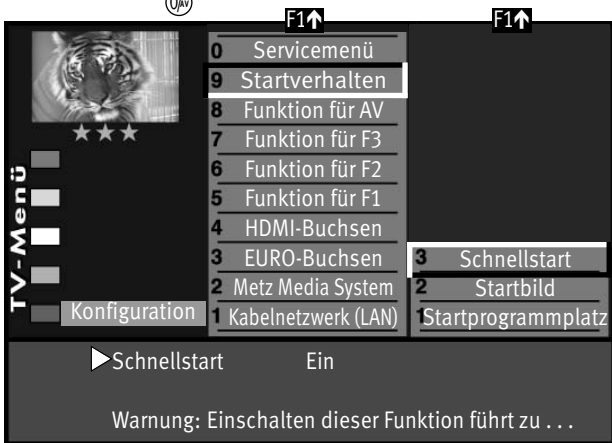 0/AV
F1↑ F1↑
0 Servicemenü
9 Startverhalten
8 Funktion für AV
7 Funktion für F3
6 Funktion für F2
5 Funktion für F1
4 HDMI-Buchsen
3 EURO-Buchsen
2 Metz Media System
1 Kabelnetzwerk (LAN)
TV-Menü
Konfiguration
3 Schnellstart
2 Startbild
1 Startprogrammplatz
Schnellstart Ein
Warnung: Einschalten dieser Funktion führt zu . . .